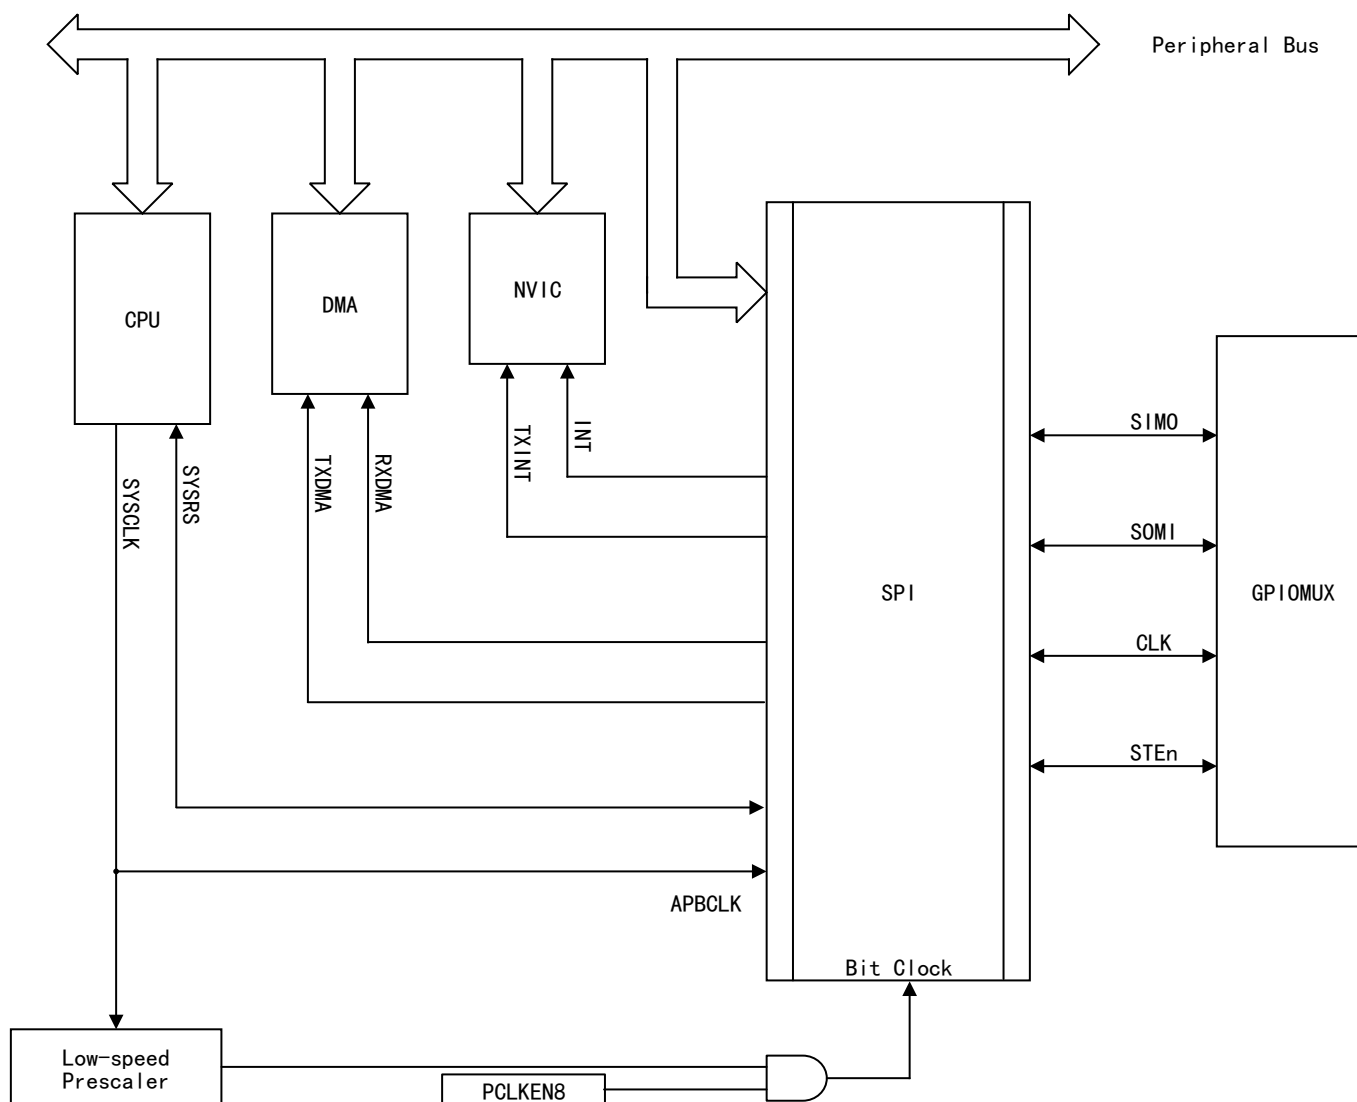 Peripheral Bus
CPU
DMA
NVIC
SYSCLK
SYSRS
TXDMA
RXDMA
TXINT
INT
SPI
SIMO
SOMI
CLK
STEn
GPIOMUX
APBCLK
Bit Clock
Low-speed
Prescaler
PCLKEN8